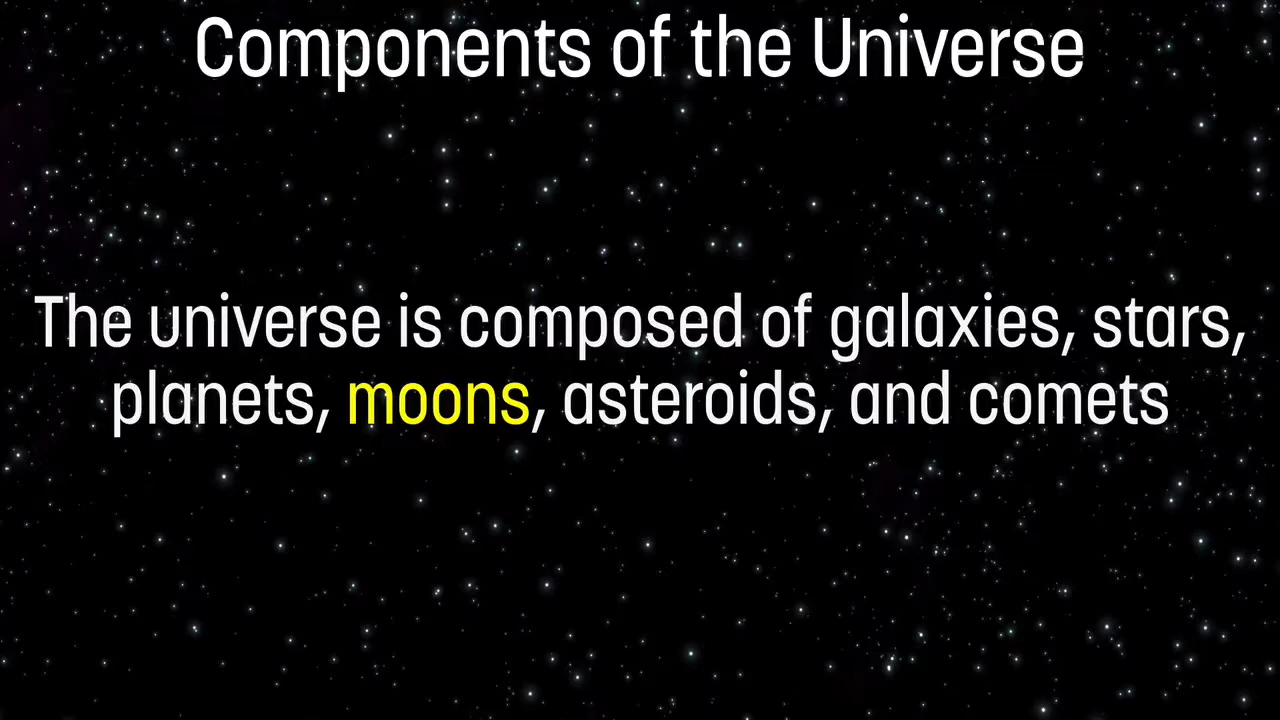 Components of the Universe
The universe is composed of galaxies, stars,
planets, moons, asteroids, and comets